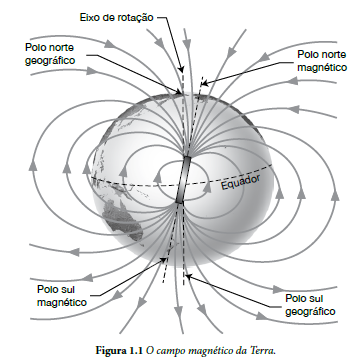 Eixo de rotação
Polo norte
geográfico
Polo norte
magnético
Equador
Polo sul
magnético
Polo sul
geográfico
Figura 1.1 O campo magnético da Terra.